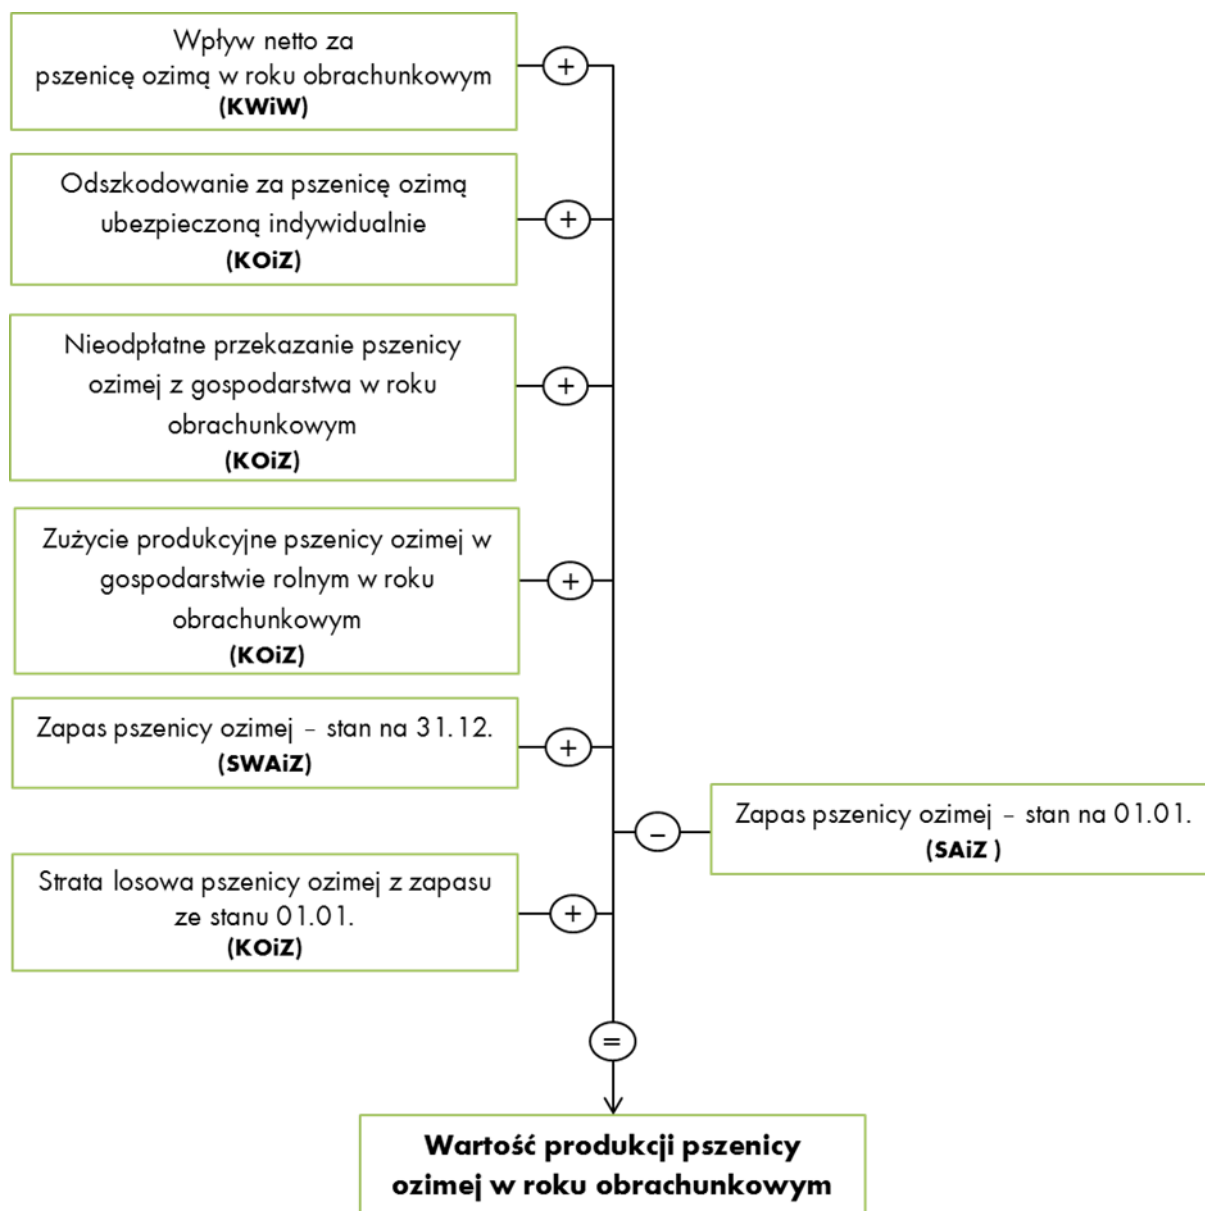 Wpływ netto za
pszenicę ozimą w roku obrachunkowym
(KWiW)
+
Odszkodowanie za pszenicę ozimą
ubezpieczoną indywidualnie
(KOiZ)
+
Nieodpłatne przekazanie pszenicy
ozimej z gospodarstwa w roku
obrachunkowym
(KOiZ)
+
Zużycie produkcyjne pszenicy ozimej w
gospodarstwie rolnym w roku
obrachunkowym
(KOiZ)
+
Zapas pszenicy ozimej – stan na 31.12.
(SWAiZ)
+
Zapas pszenicy ozimej – stan na 01.01.
(SAiZ )
–
Strata losowa pszenicy ozimej z zapasu
ze stanu 01.01.
(KOiZ)
+
=
Wartość produkcji pszenicy
ozimej w roku obrachunkowym